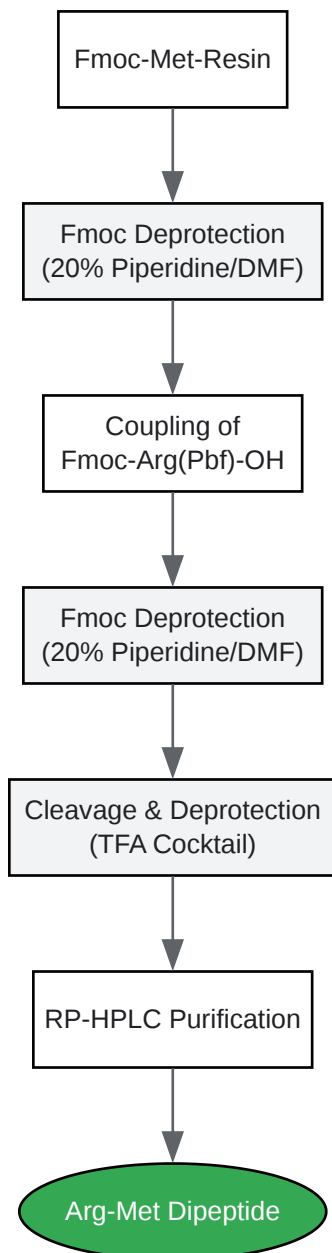 Fmoc-Met-Resin
Fmoc Deprotection
(20% Piperidine/DMF)
Coupling of
Fmoc-Arg(Pbf)-OH
Fmoc Deprotection
(20% Piperidine/DMF)
Cleavage & Deprotection
(TFA Cocktail)
RP-HPLC Purification
Arg-Met Dipeptide